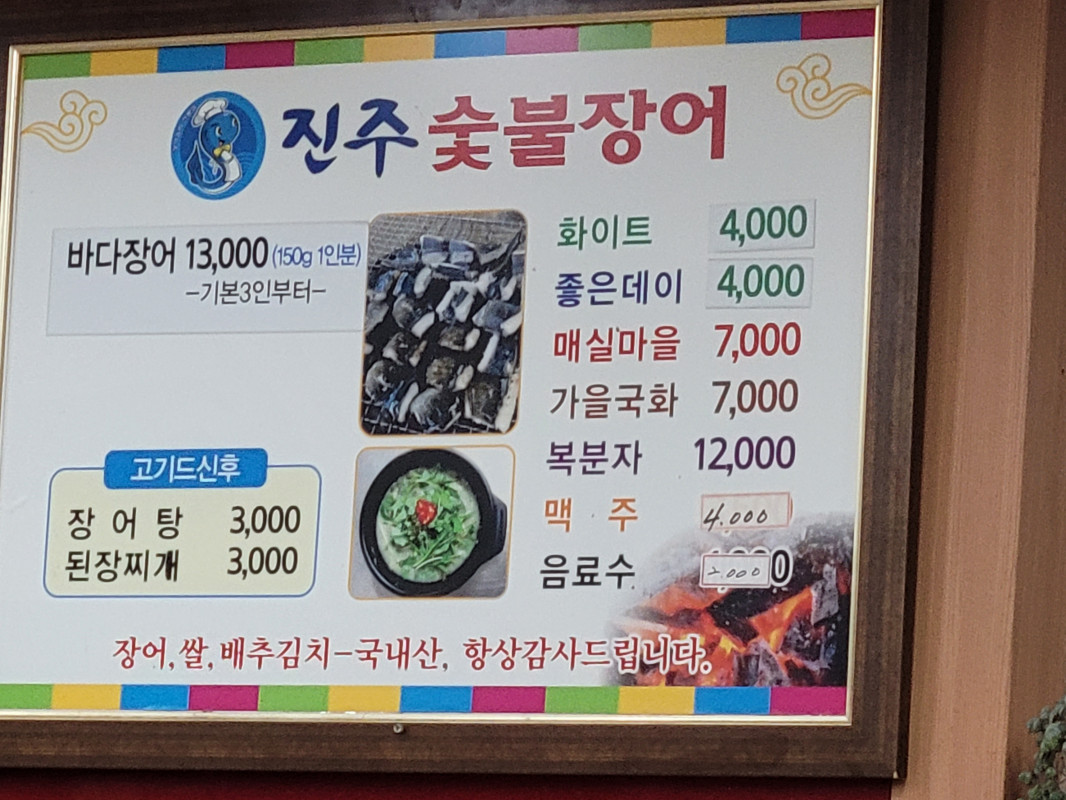 진주 숯불장어
바다장어 13,000 (150g 1인분)
-기본3인부터-
화이트 4,000
좋은데이 4,000
매실마을 7,000
가을국화 7,000
복분자 12,000
맥 주 4.000
음료수 2.000
고기드신후
장 어 탕 3,000
된장찌개 3,000
장어,쌀,배추김치-국내산, 항상감사드립니다.